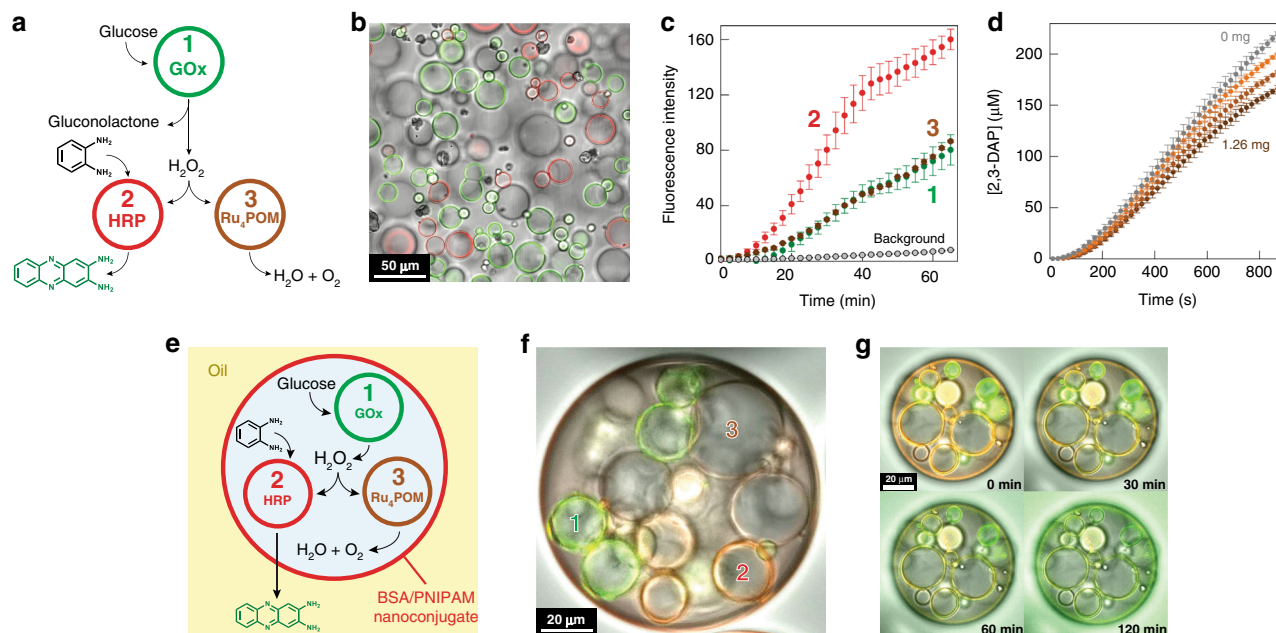 a
Glucose
1
GOx
Gluconolactone
NH₂
NH₂
H₂O₂
2
HRP
3
Ru₄POM
N
N
NH₂
NH₂
H₂O + O₂
b
50 µm
c
Fluorescence intensity
160
120
80
40
0
0
20
40
60
Time (min)
2
3
1
Background
d
[2,3-DAP] (µM)
200
150
100
50
0
0
200
400
600
800
Time (s)
0 mg
1.26 mg
e
Oil
Glucose
1
GOx
NH₂
NH₂
H₂O₂
2
HRP
3
Ru₄POM
H₂O + O₂
BSA/PNIPAM
nanoconjugate
N
N
NH₂
NH₂
f
3
1
2
20 µm
g
20 µm
0 min
30 min
60 min
120 min